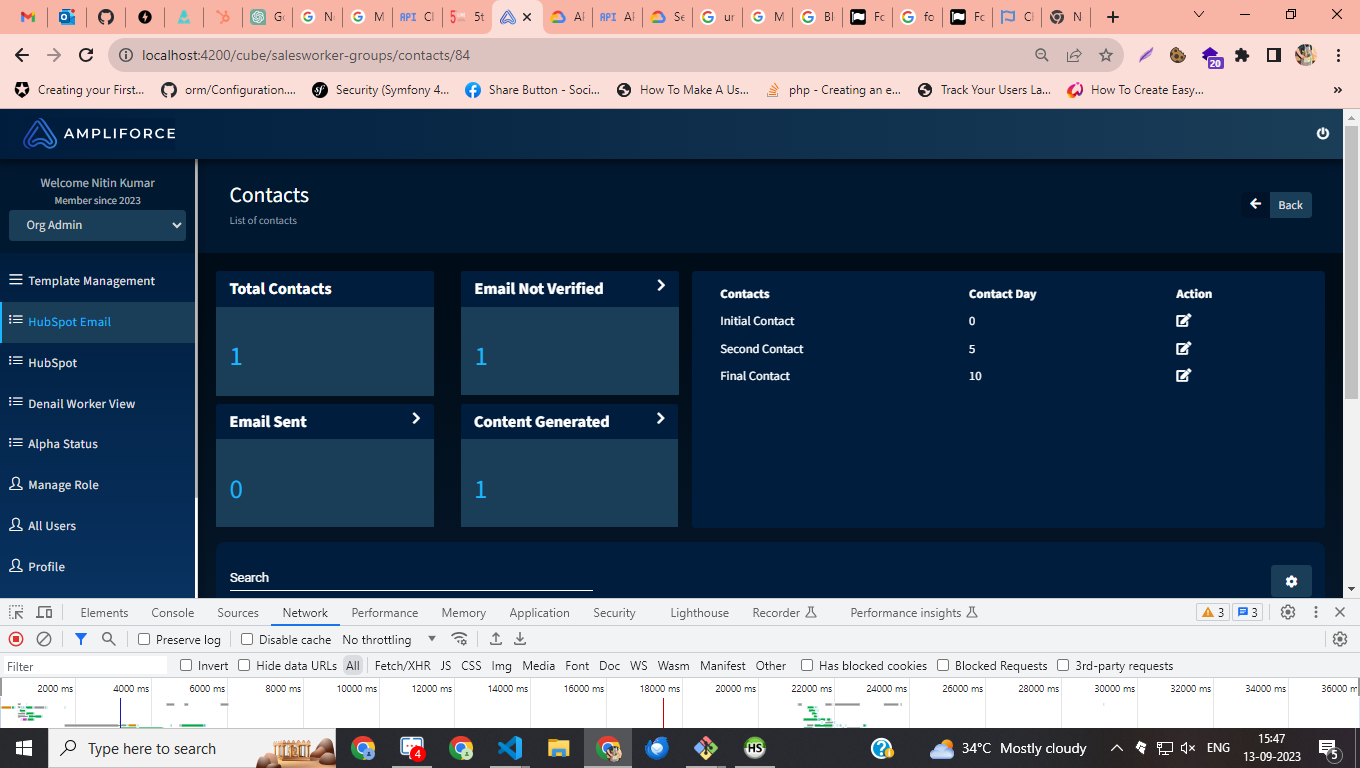 Gc
N
M
API
Cl
5t
Al
API
Al
Se
ur
M
Bl
Fc
fo
Fc
Cl
N
localhost:4200/cube/salesworker-groups/contacts/84
20
Creating your First...
orm/Configuration....
Security (Symfony 4...
Share Button - Soci...
How To Make A Us...
php - Creating an e...
Track Your Users La...
How To Create Easy...
»
AMPLIFORCE
Welcome Nitin Kumar
Member since 2023
Org Admin
Template Management
HubSpot Email
HubSpot
Denail Worker View
Alpha Status
Manage Role
All Users
Profile
Contacts
List of contacts
Back
Total Contacts
1
Email Not Verified
1
Email Sent
0
Content Generated
1
Contacts Contact Day Action
Initial Contact 0
Second Contact 5
Final Contact 10
Search
Elements Console Sources Network Performance Memory Application Security Lighthouse Recorder Performance insights 3 3
Preserve log Disable cache No throttling
Filter Invert Hide data URLs All Fetch/XHR JS CSS Img Media Font Doc WS Wasm Manifest Other Has blocked cookies Blocked Requests 3rd-party requests
2000 ms 4000 ms 6000 ms 8000 ms 10000 ms 12000 ms 14000 ms 16000 ms 18000 ms 20000 ms 22000 ms 24000 ms 26000 ms 28000 ms 30000 ms 32000 ms 34000 ms 36000 m
Type here to search
4
HS
34°C Mostly cloudy
ENG
15:47
13-09-2023
5